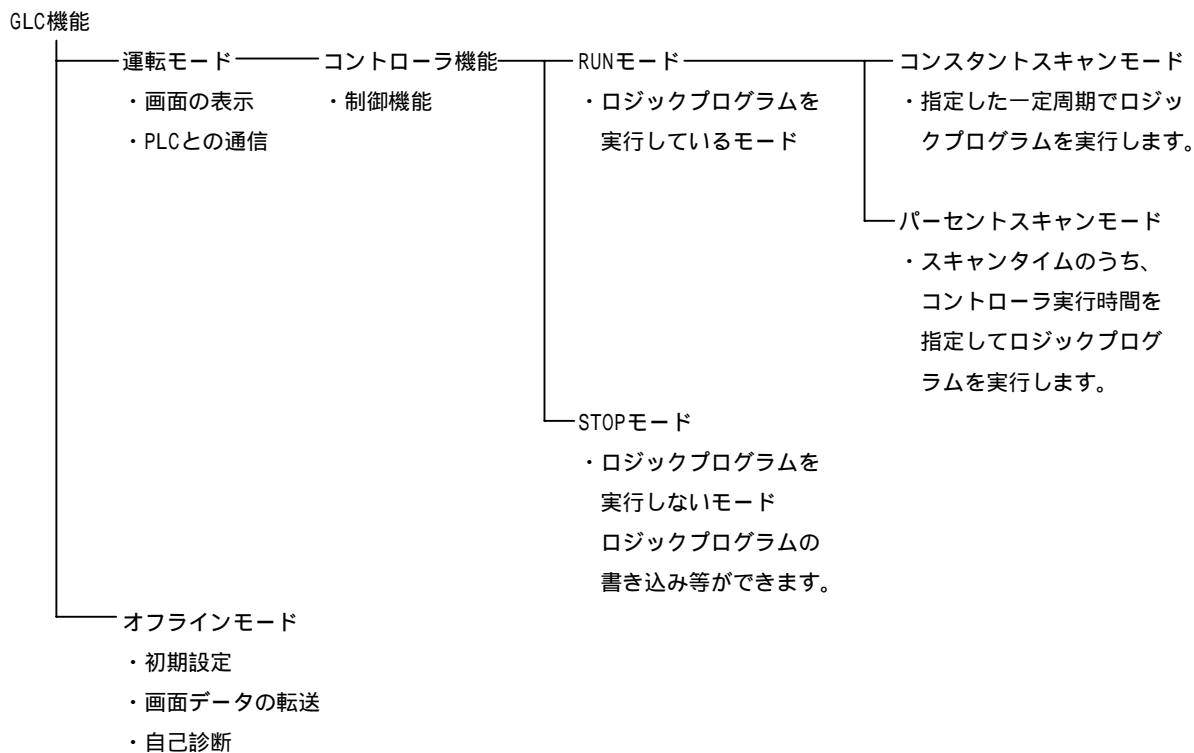 GLC機能
運転モード
・画面の表示
・PLCとの通信
コントローラ機能
・制御機能
RUNモード
・ロジックプログラムを
実行しているモード
コンスタントスキャンモード
・指定した一定周期でロジッ
クプログラムを実行します。
パーセントスキャンモード
・スキャンタイムのうち、
コントローラ実行時間を
指定してロジックプログ
ラムを実行します。
STOPモード
・ロジックプログラムを
実行しないモード
ロジックプログラムの
書き込み等ができます。
オフラインモード
・初期設定
・画面データの転送
・自己診断